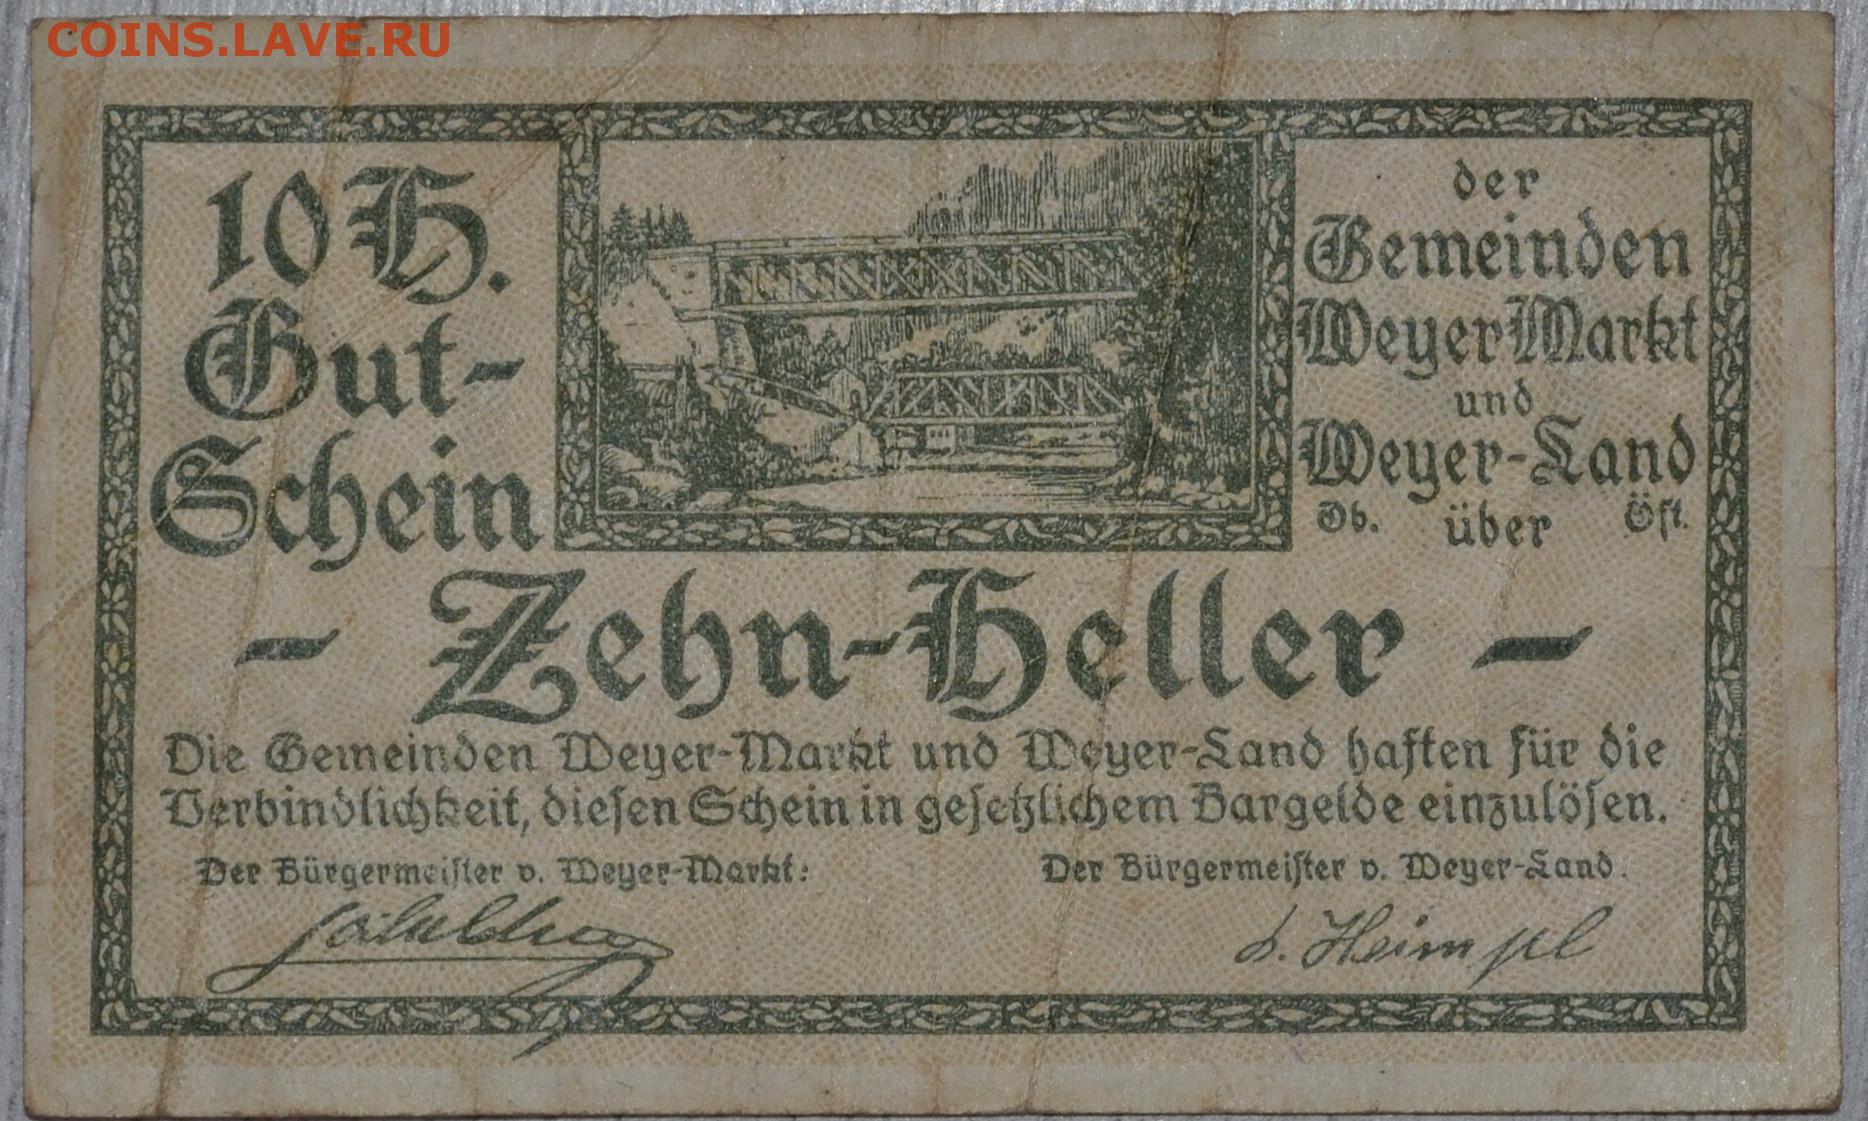 COINS.LAVE.RU
10 H.
Gut-
Schein
der
Gemeinden
Weyer Markt
und
Weyer-Land
Ob. über Öst.
- Zehn-Heller -
Die Gemeinden Weyer-Markt und Weyer-Land haften für die
Verbindlichkeit, diesen Schein in gesetzlichem Bargelde einzulösen.
Der Bürgermeister v. Weyer-Markt:
Der Bürgermeister v. Weyer-Land.
Heimpl